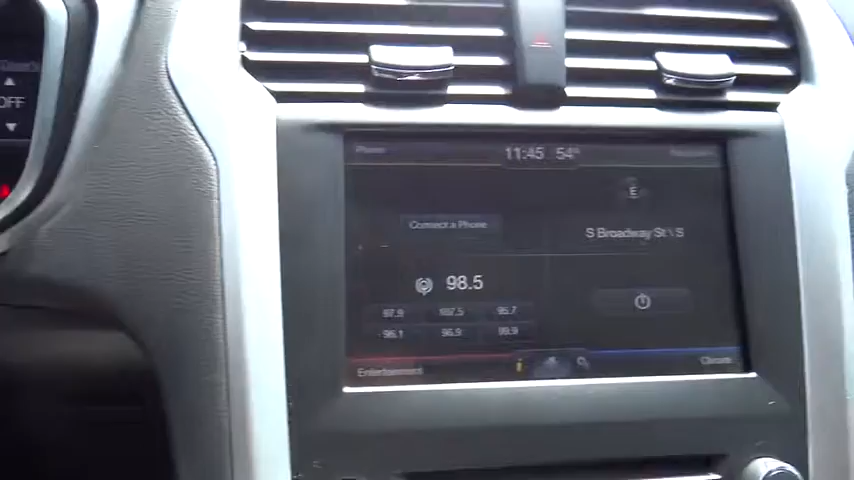 OFF
Phone
11:45 54°
E
Connect a Phone
S Broadway St \ S
98.5
97.9 107.5 95.7
96.1 96.9 99.9
Entertainment
Climate